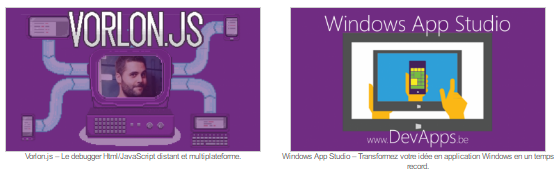 VORLON.JS
Vorlon.js – Le debugger Html/JavaScript distant et multiplateforme.
Windows App Studio
www.DevApps.be
Windows App Studio – Transformez votre idée en application Windows en un temps
record.